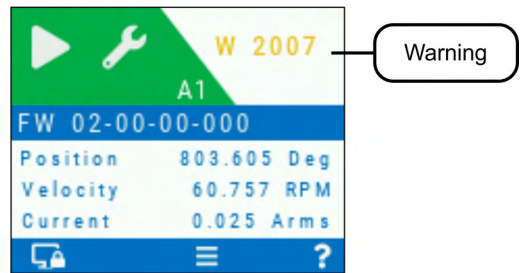 W 2007
Warning
A1
FW 02-00-00-000
Position 803.605 Deg
Velocity 60.757 RPM
Current 0.025 Arms
?